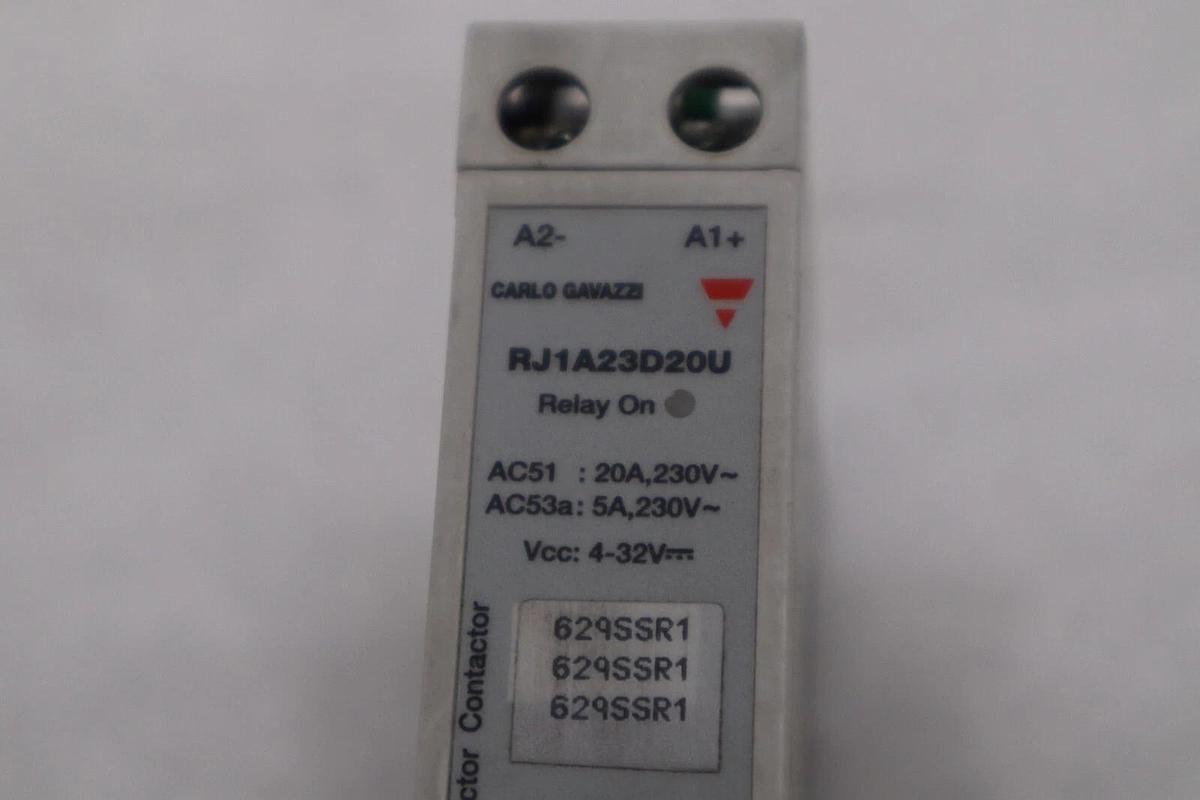 A2- A1+
CARLO GAVAZZI
RJ1A23D20U
Relay On
AC51 : 20A,230V~
AC53a: 5A,230V~
Vcc: 4-32V⎓
629SSR1
629SSR1
629SSR1
Contactor